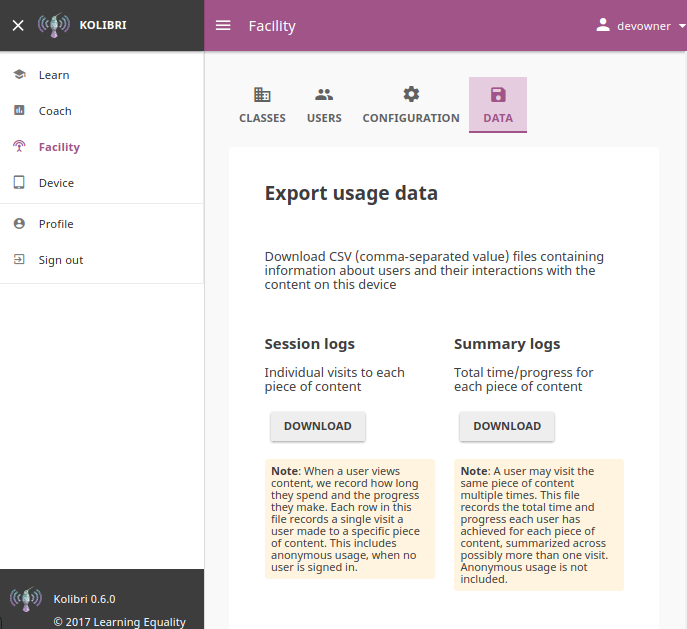 KOLIBRI
Facility
devowner
Learn
Coach
Facility
Device
Profile
Sign out
Kolibri 0.6.0
© 2017 Learning Equality
CLASSES
USERS
CONFIGURATION
DATA
Export usage data
Download CSV (comma-separated value) files containing
information about users and their interactions with the
content on this device
Session logs
Individual visits to each
piece of content
DOWNLOAD
Note: When a user views
content, we record how long
they spend and the progress
they make. Each row in this
file records a single visit a
user made to a specific piece
of content. This includes
anonymous usage, when no
user is signed in.
Summary logs
Total time/progress for
each piece of content
DOWNLOAD
Note: A user may visit the
same piece of content
multiple times. This file
records the total time and
progress each user has
achieved for each piece of
content, summarized across
possibly more than one visit.
Anonymous usage is not
included.